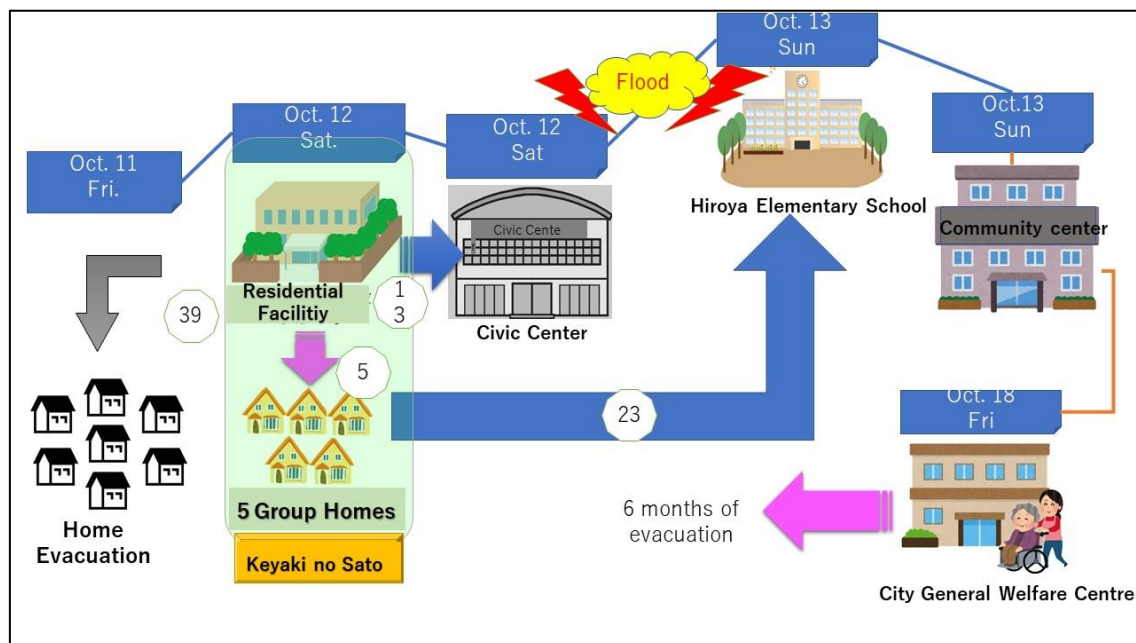 Oct. 11
Fri.
Oct. 12
Sat.
Oct. 12
Sat
Flood
Oct. 13
Sun
Oct.13
Sun
Hiroya Elementary School
Community center
Civic Cente
Civic Center
Residential
Facilitiy
1
3
39
5
23
Home
Evacuation
5 Group Homes
Keyaki no Sato
Oct. 18
Fri
6 months of
evacuation
City General Welfare Centre